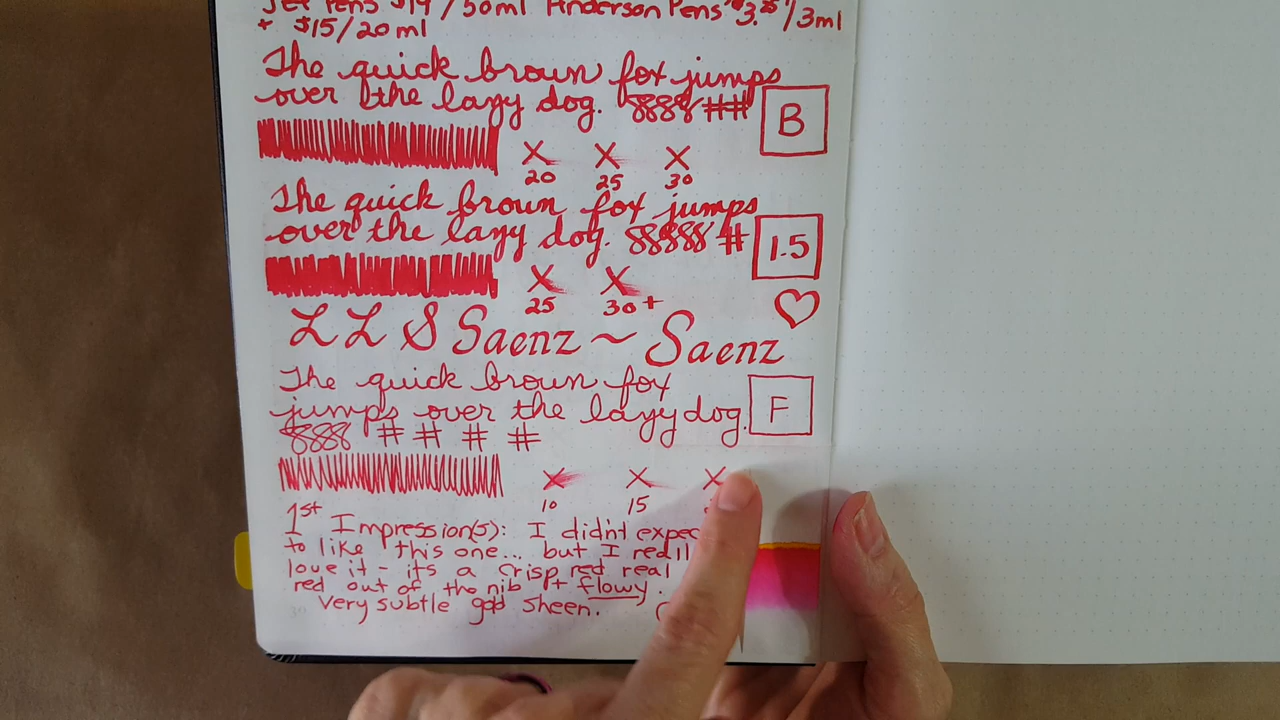 Jet Pens $19/50ml Anderson Pens $3.25/3ml
+ $15/20ml
The quick brown fox jumps
over the lazy dog. 8888 ##
B
X X X
20 25 30
The quick brown fox jumps
over the lazy dog. 88888 #
1.5
X X
25 30+
L L S Saenz ~ Saenz
The quick brown fox
jumps over the lazy dog.
F
8888 # # # #
X X X
10 15
1st Impression(s): I didn't expec
to like this one... but I reall
love it - its a crisp red real
red out of the nib + flowy.
very subtle gold sheen.